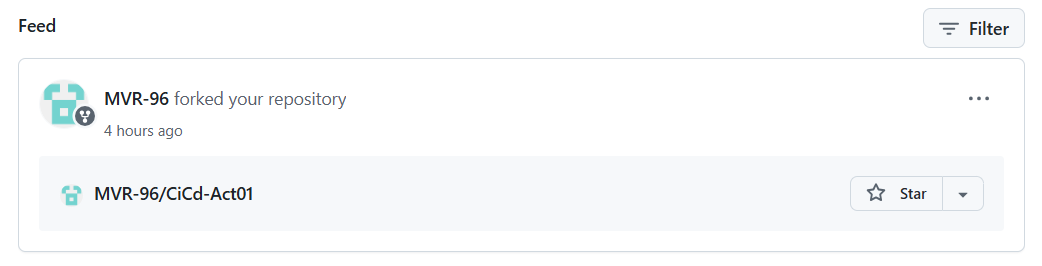 Feed
Filter
MVR-96 forked your repository
4 hours ago
MVR-96/CiCd-Act01
Star